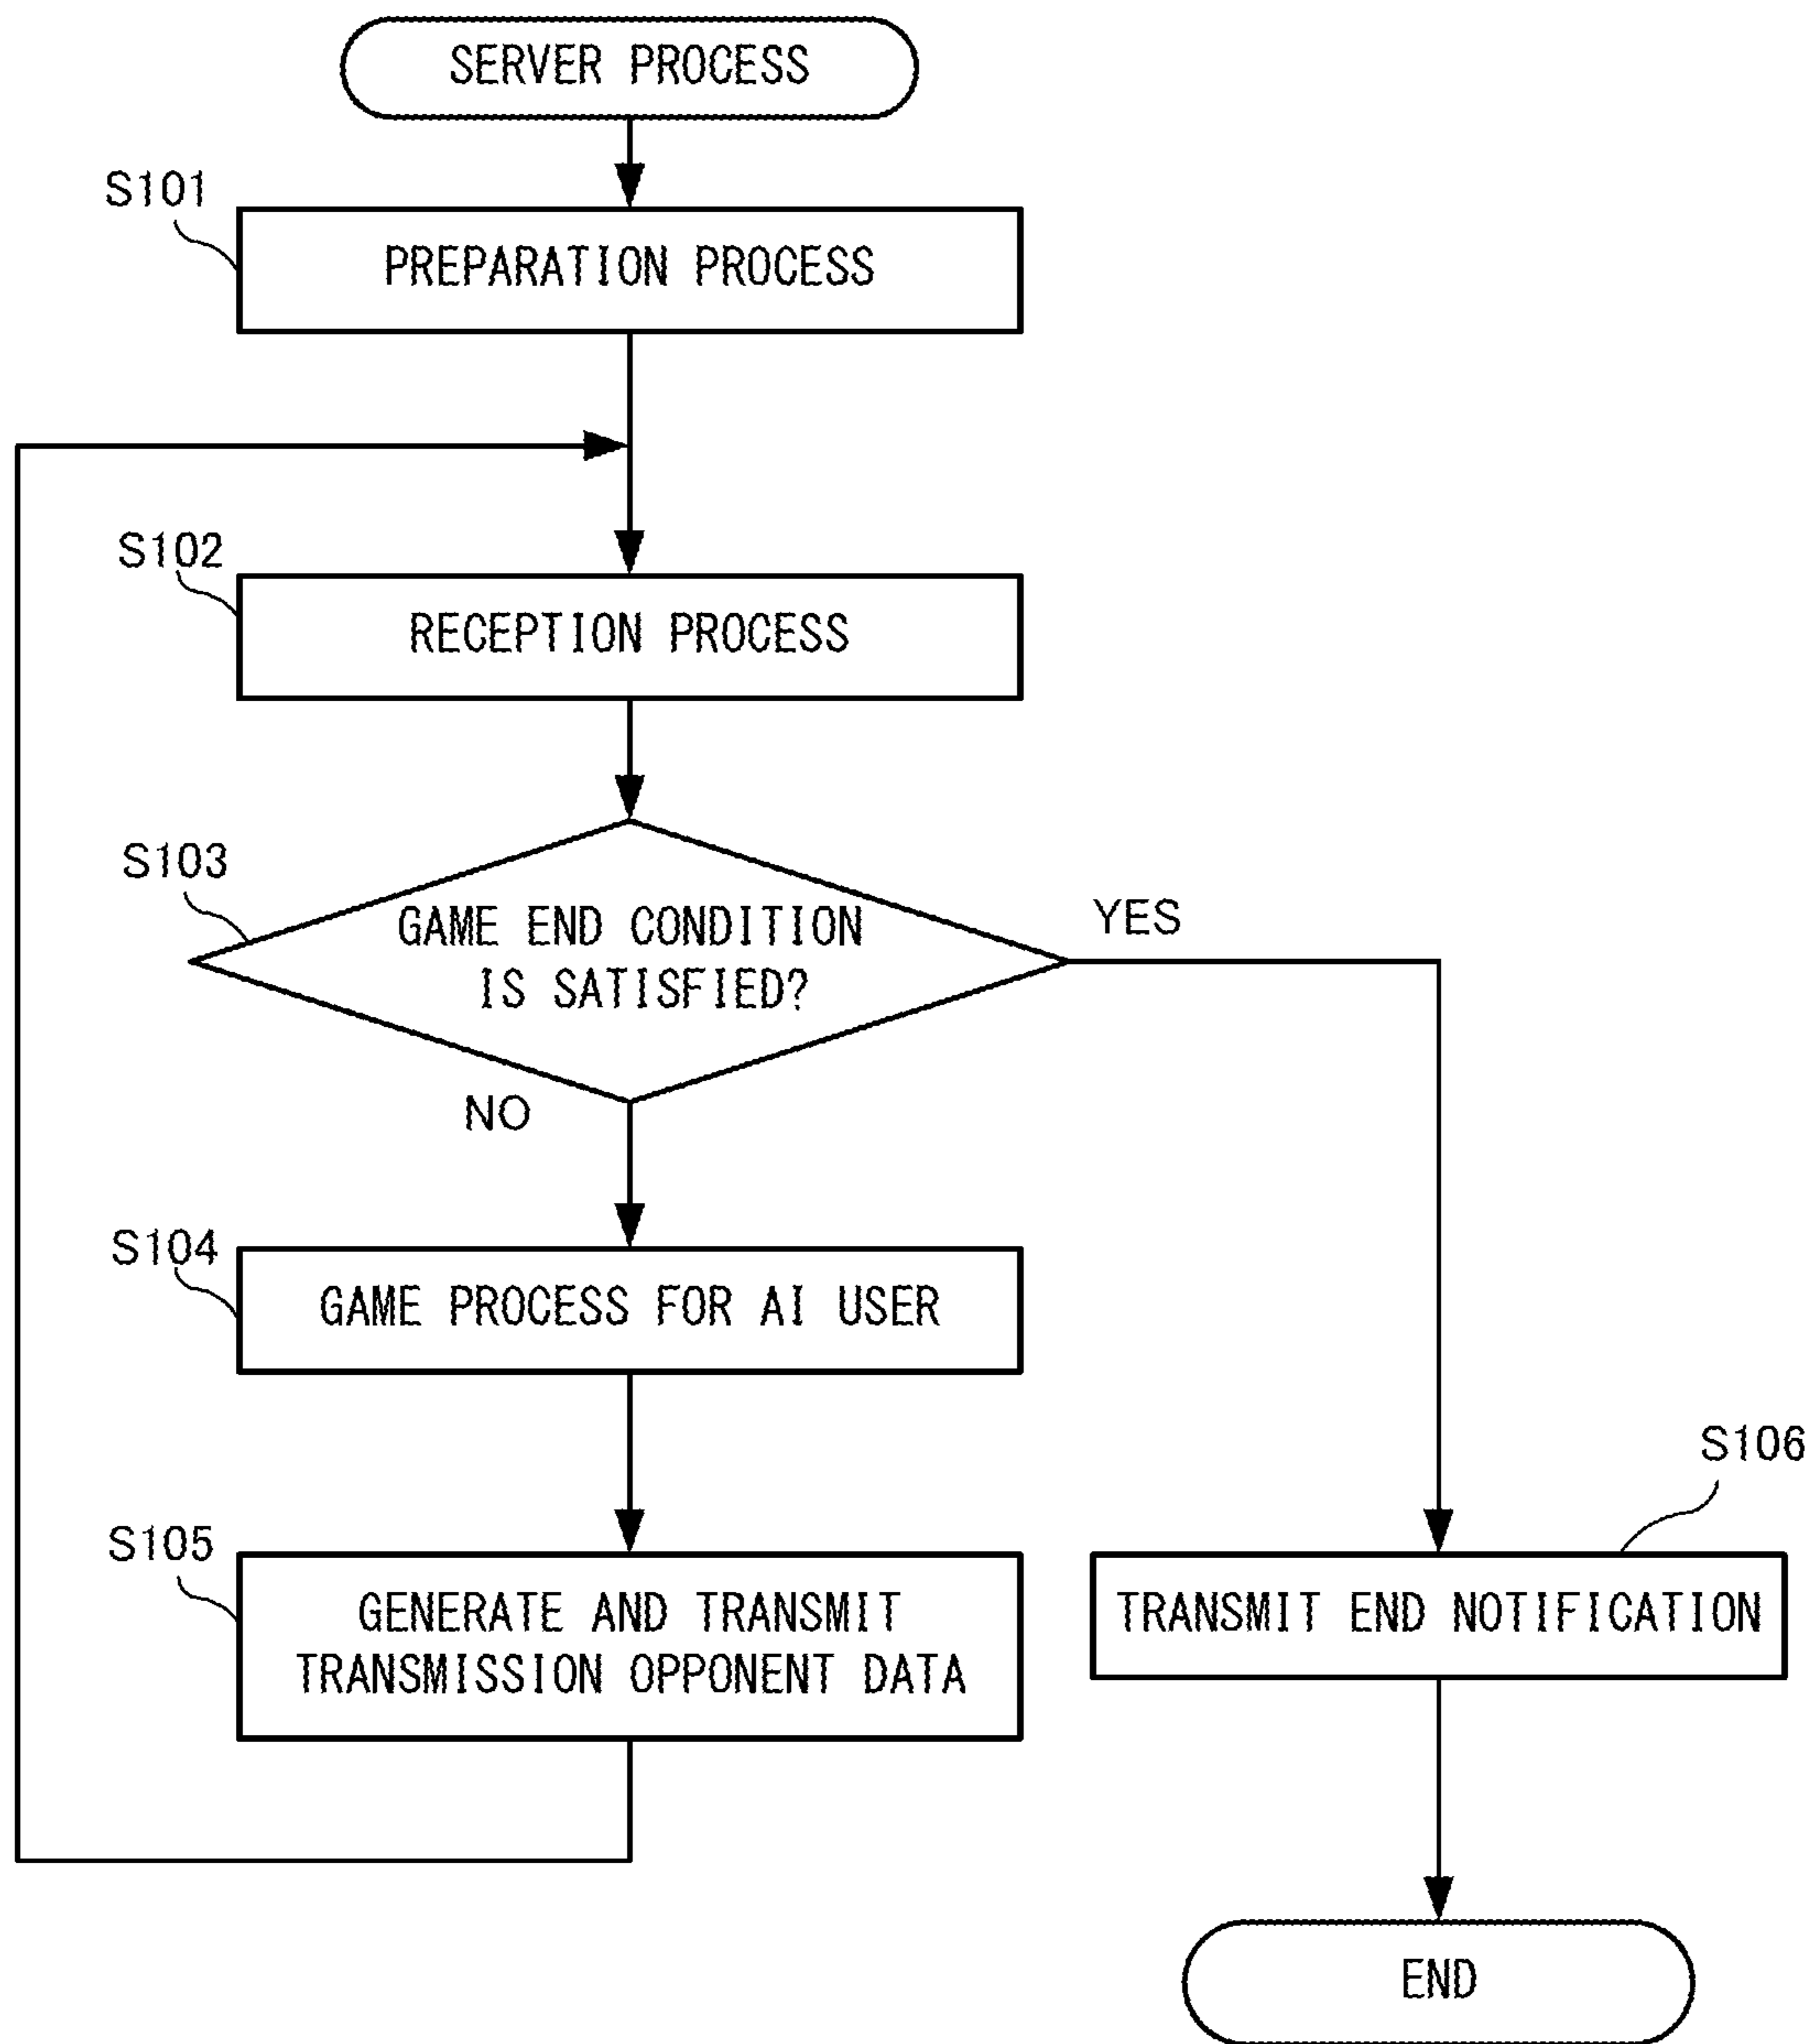 SERVER PROCESS
S101
PREPARATION PROCESS
S102
RECEPTION PROCESS
S103
GAME END CONDITION
IS SATISFIED?
YES
NO
S104
GAME PROCESS FOR AI USER
S105
GENERATE AND TRANSMIT
TRANSMISSION OPPONENT DATA
S106
TRANSMIT END NOTIFICATION
END